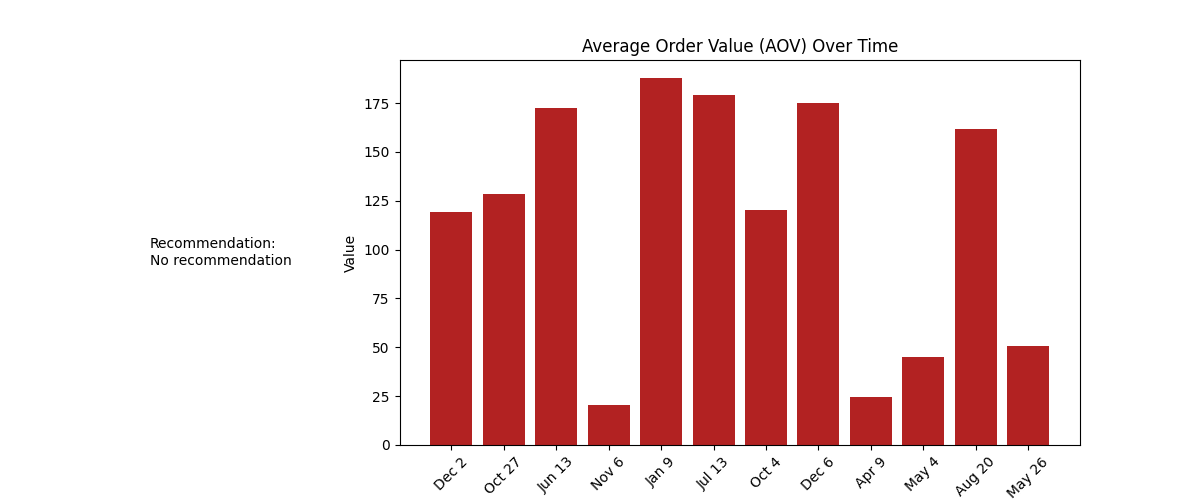 Average Order Value (AOV) Over Time
Recommendation:
No recommendation
Value
175
150
125
100
75
50
25
0
Dec 2
Oct 27
Jun 13
Nov 6
Jan 9
Jul 13
Oct 4
Dec 6
Apr 9
May 4
Aug 20
May 26